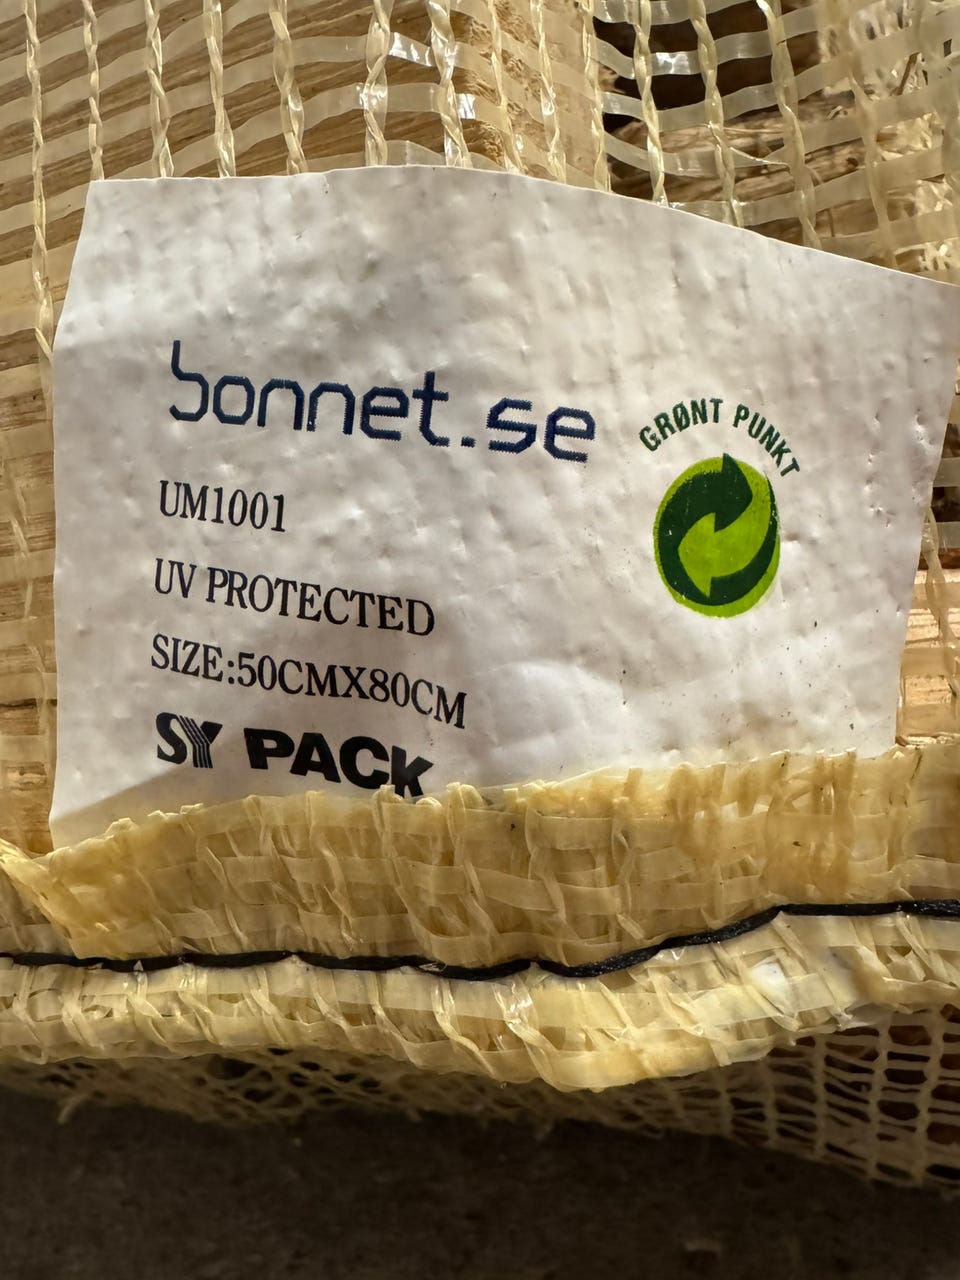 bonnet.se
GRØNT PUNKT
UM1001
UV PROTECTED
SIZE:50CMX80CM
SY PACK